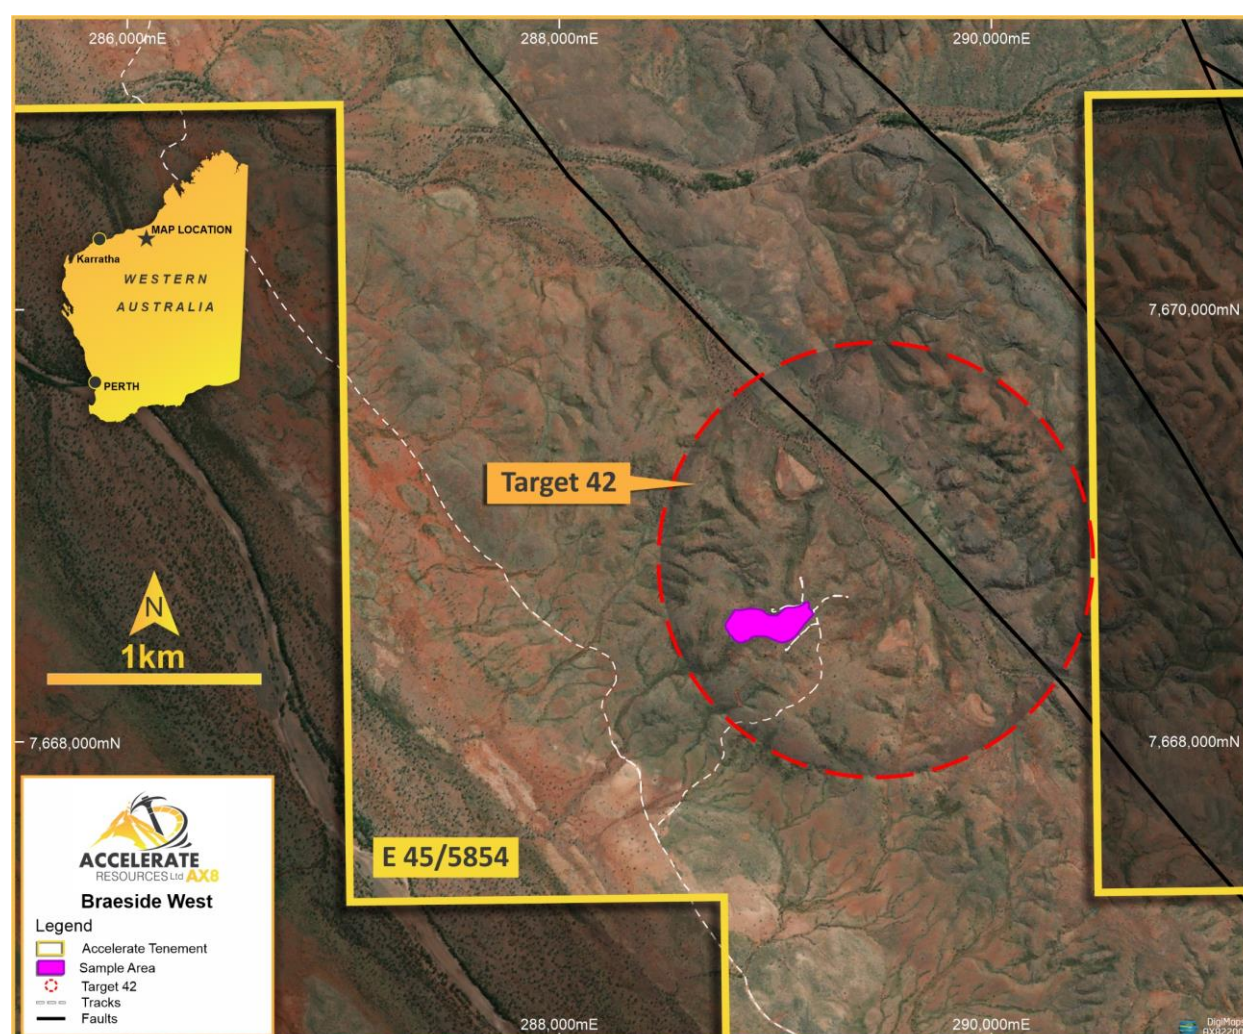 286,000mE
288,000mE
290,000mE
MAP LOCATION
Karratha
WESTERN
AUSTRALIA
7,670,000mN
PERTH
Target 42
N
1km
7,668,000mN
7,668,000mN
ACCELERATE
RESOURCES Ltd AX8
E 45/5854
Braeside West
Legend
Accelerate Tenement
Sample Area
Target 42
Tracks
Faults
288,000mE
290,000mE